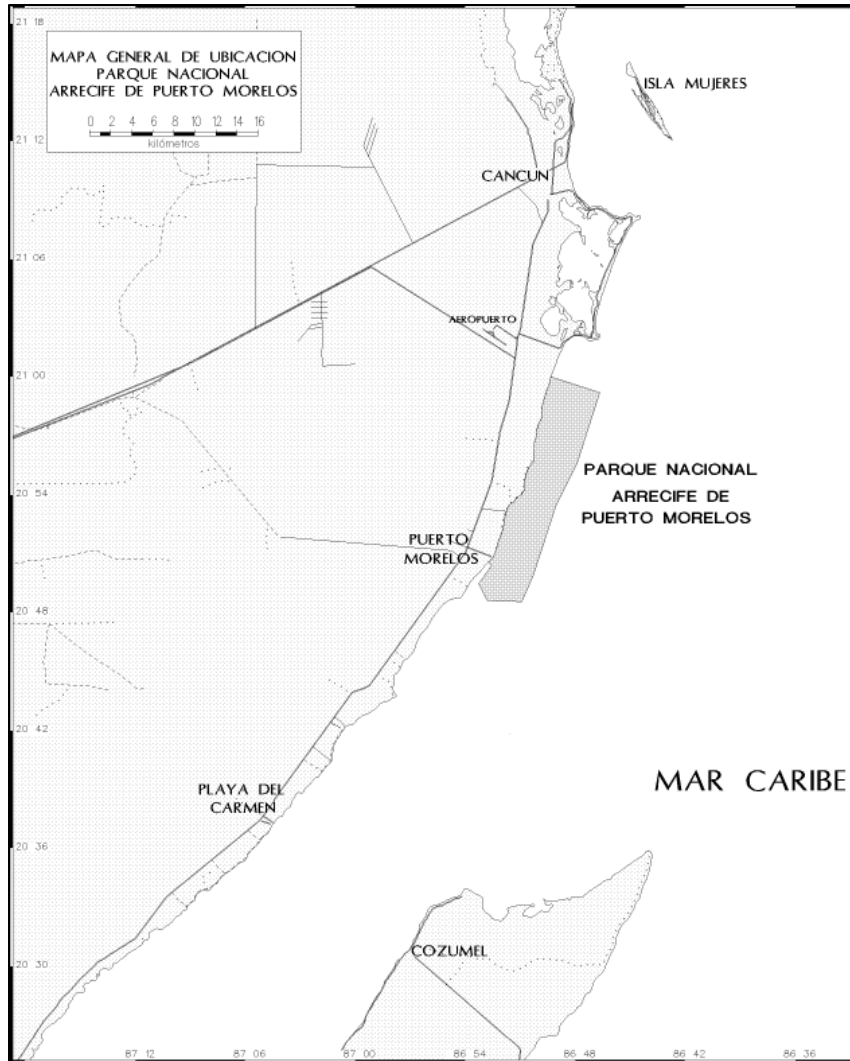 21 18
MAPA GENERAL DE UBICACION
PARQUE NACIONAL
ARRECIFE DE PUERTO MORELOS
0 2 4 6 8 10 12 14 16
kilómetros
ISLA MUJERES
21 12
CANCUN
21 06
AEROPUERTO
21 00
PARQUE NACIONAL
ARRECIFE DE
PUERTO MORELOS
20 54
PUERTO
MORELOS
20 48
20 42
MAR CARIBE
PLAYA DEL
CARMEN
20 36
COZUMEL
20 30
87 12 87 06 87 00 86 54 86 48 86 42 86 36